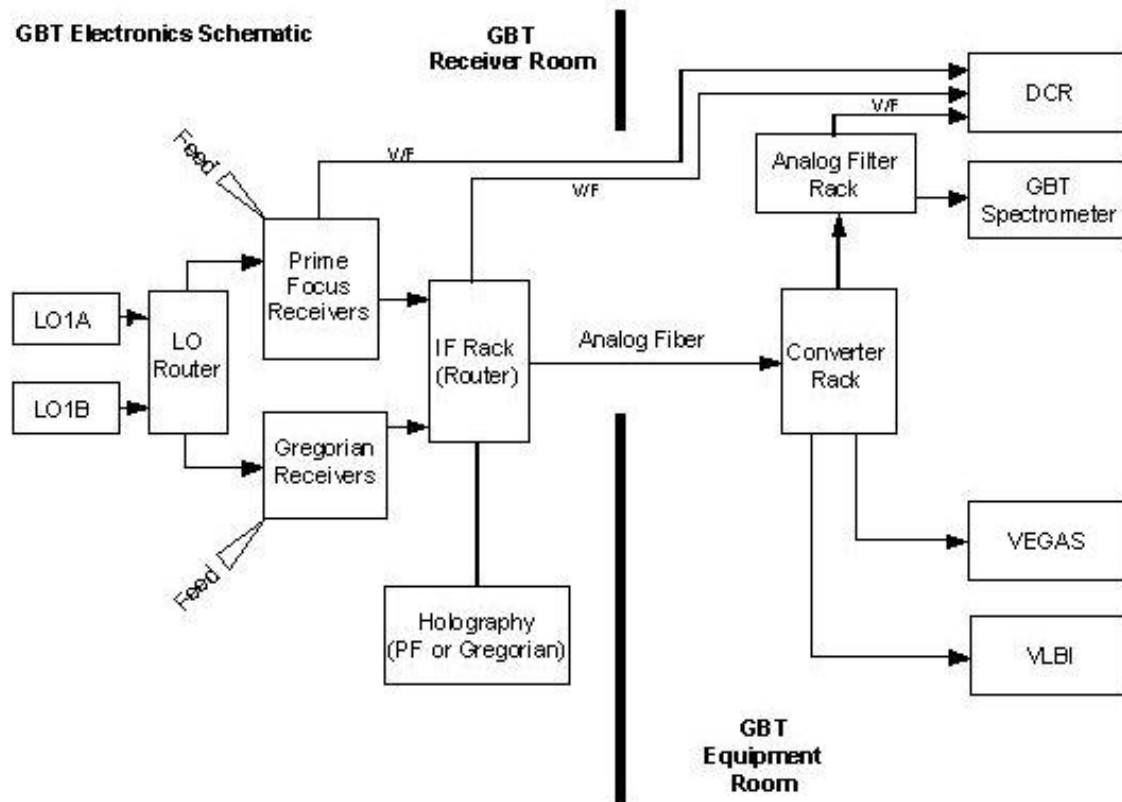 GBT Electronics Schematic
GBT
Receiver Room
DCR
V/F
Feed
V/F
Analog Filter
Rack
V/F
GBT
Spectrometer
Prime
Focus
Receivers
LO1A
LO
Router
IF Rack
(Router)
Analog Fiber
Converter
Rack
LO1B
Gregorian
Receivers
Feed
VEGAS
Holography
(PF or Gregorian)
VLBI
GBT
Equipment
Room